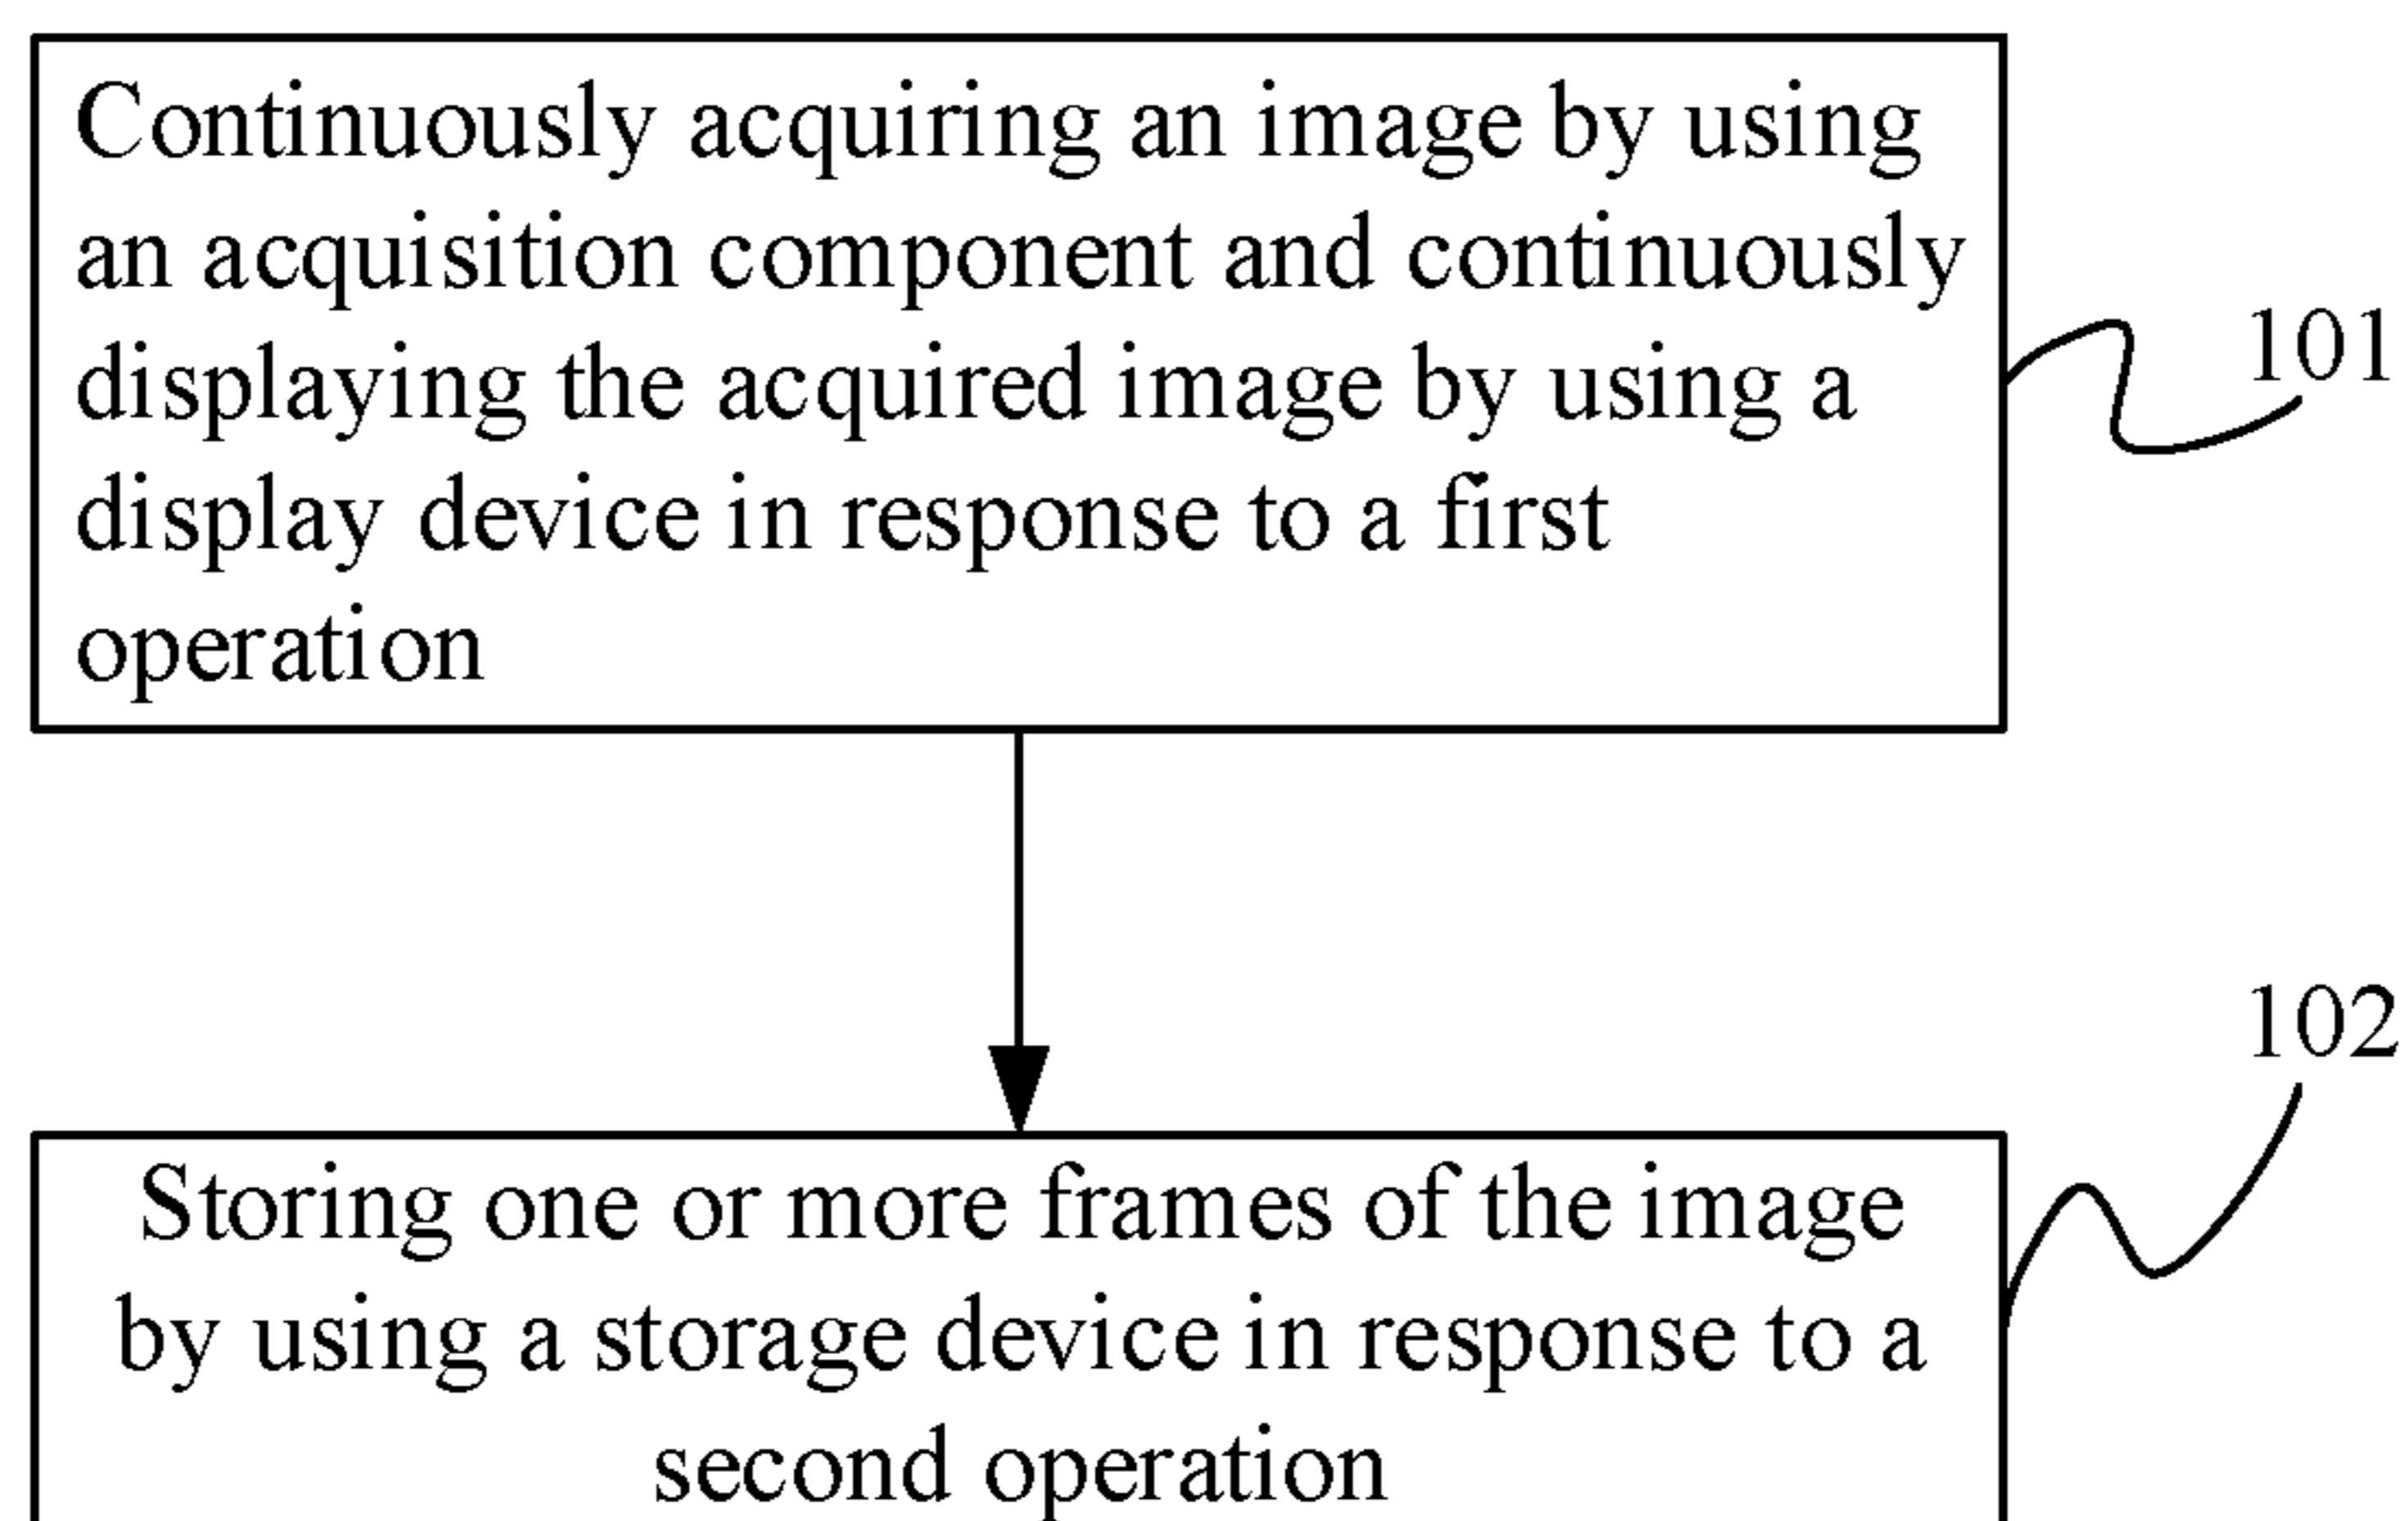 Continuously acquiring an image by using
an acquisition component and continuously
displaying the acquired image by using a
display device in response to a first
operation
101
102
Storing one or more frames of the image
by using a storage device in response to a
second operation